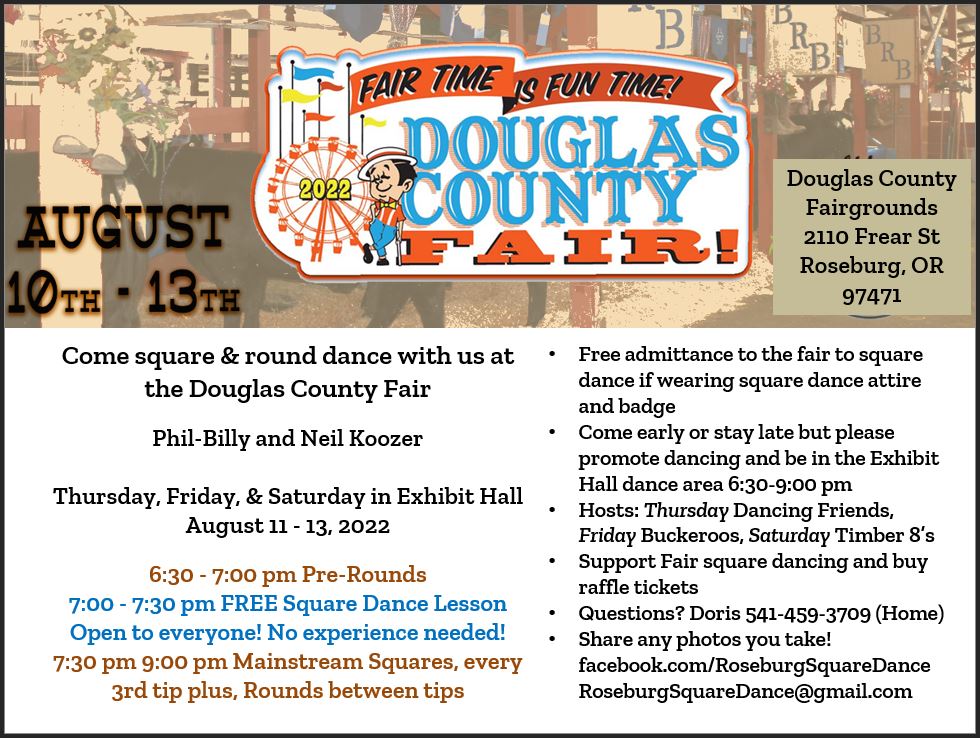 FAIR TIME IS FUN TIME!
DOUGLAS
COUNTY
FAIR!
2022
AUGUST
10TH - 13TH
B
B
R
B
B
R
B
Douglas County
Fairgrounds
2110 Frear St
Roseburg, OR
97471
Come square & round dance with us at
the Douglas County Fair
Phil-Billy and Neil Koozer
Thursday, Friday, & Saturday in Exhibit Hall
August 11 - 13, 2022
6:30 - 7:00 pm Pre-Rounds
7:00 - 7:30 pm FREE Square Dance Lesson
Open to everyone! No experience needed!
7:30 pm 9:00 pm Mainstream Squares, every
3rd tip plus, Rounds between tips
• Free admittance to the fair to square
dance if wearing square dance attire
and badge
• Come early or stay late but please
promote dancing and be in the Exhibit
Hall dance area 6:30-9:00 pm
• Hosts: Thursday Dancing Friends,
Friday Buckeroos, Saturday Timber 8's
• Support Fair square dancing and buy
raffle tickets
• Questions? Doris 541-459-3709 (Home)
• Share any photos you take!
facebook.com/RoseburgSquareDance
RoseburgSquareDance@gmail.com